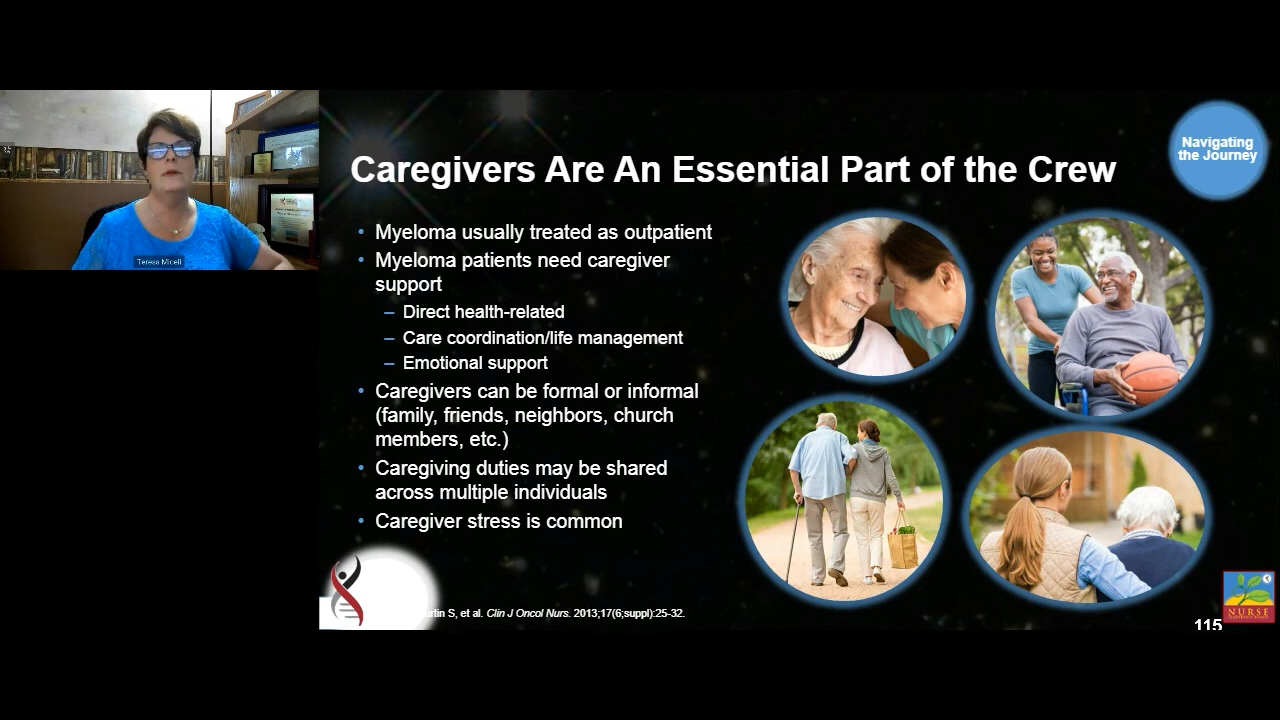 Teresa Miceli
Navigating
the Journey
Caregivers Are An Essential Part of the Crew
• Myeloma usually treated as outpatient
• Myeloma patients need caregiver
support
– Direct health-related
– Care coordination/life management
– Emotional support
• Caregivers can be formal or informal
(family, friends, neighbors, church
members, etc.)
• Caregiving duties may be shared
across multiple individuals
• Caregiver stress is common
S, et al. Clin J Oncol Nurs. 2013;17(6;suppl):25-32.
115
NURSE